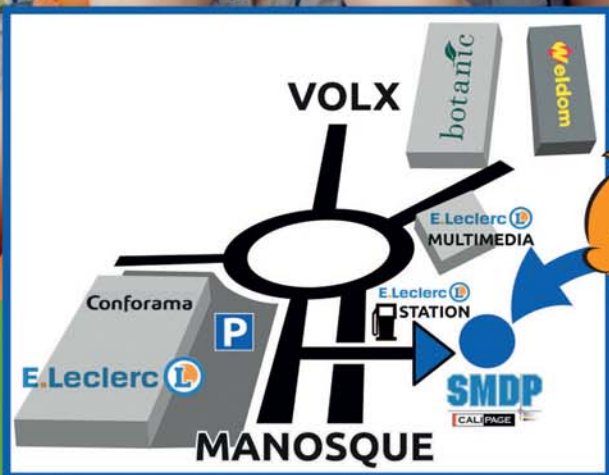 VOLX
botanic
Weldom
E.Leclerc L
MULTIMEDIA
E.Leclerc L
STATION
Conforama
P
E.Leclerc L
SMDP
CALIPAGE
MANOSQUE